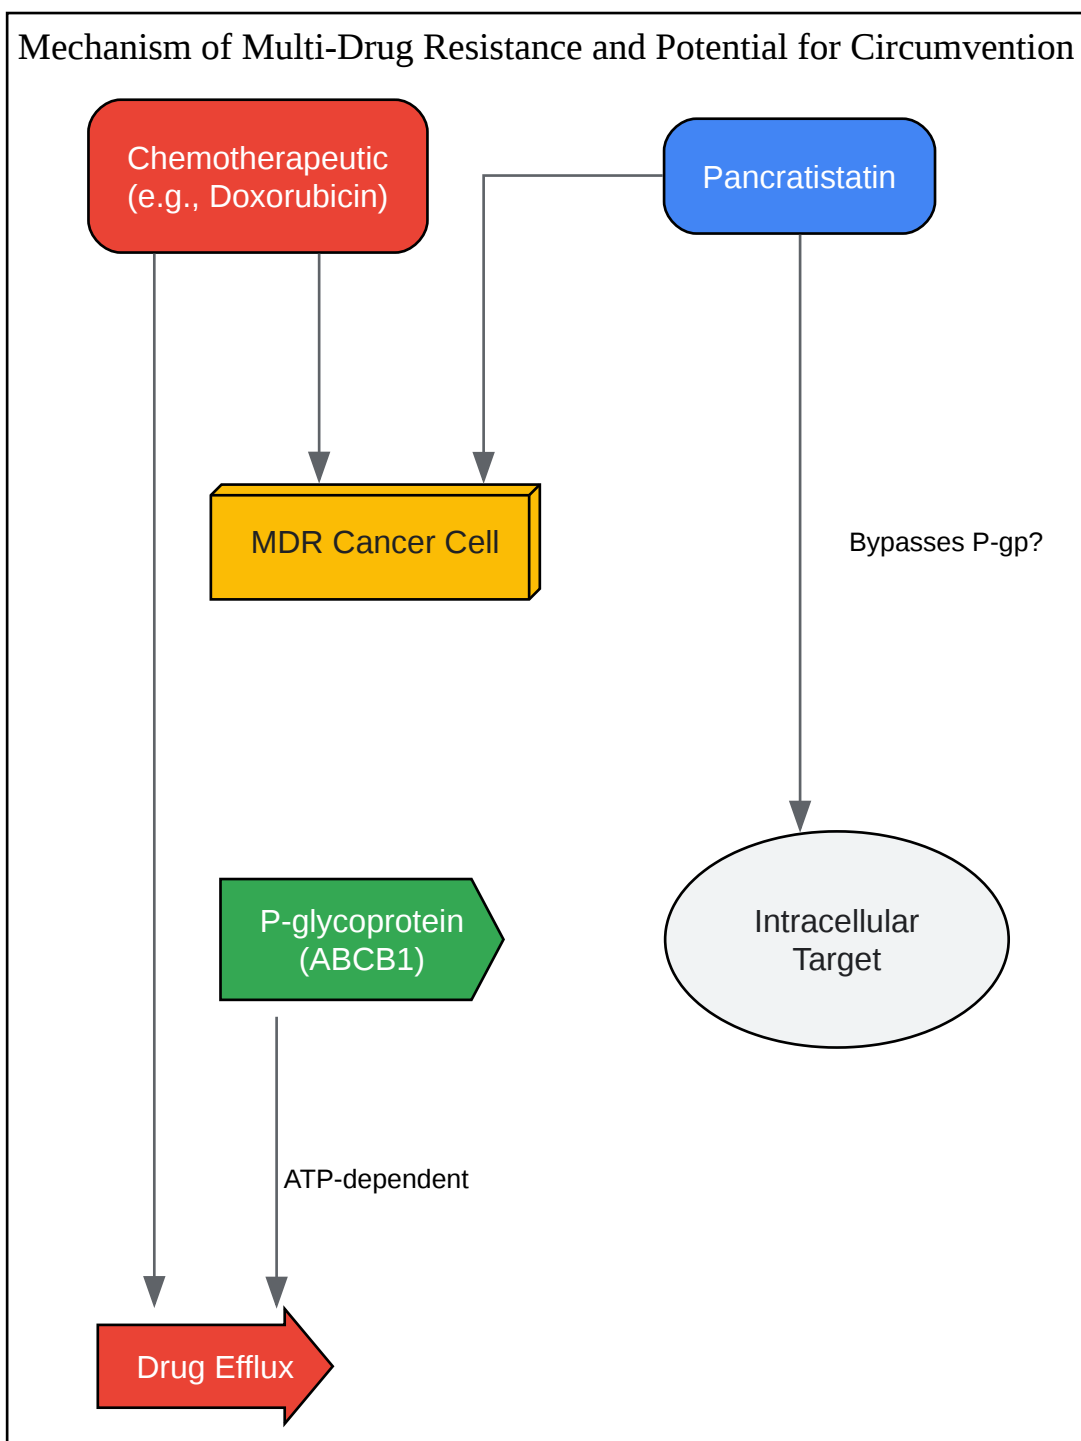 Mechanism of Multi-Drug Resistance and Potential for Circumvention
Chemotherapeutic
(e.g., Doxorubicin)
Pancratistatin
MDR Cancer Cell
Bypasses P-gp?
P-glycoprotein
(ABCB1)
Intracellular
Target
ATP-dependent
Drug Efflux